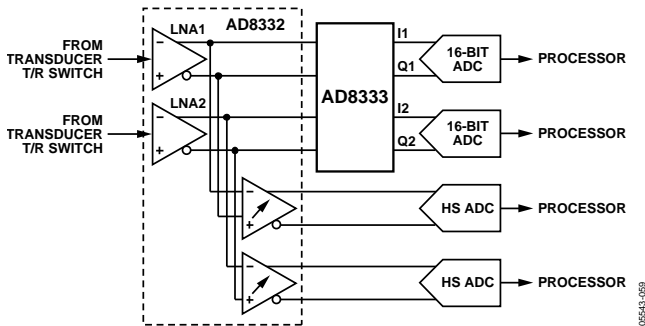 LNA1
AD8332
FROM
TRANSDUCER
T/R SWITCH
–
+
I1
Q1
16-BIT
ADC
PROCESSOR
AD8333
LNA2
FROM
TRANSDUCER
T/R SWITCH
–
+
I2
Q2
16-BIT
ADC
PROCESSOR
–
+
HS ADC
PROCESSOR
–
+
HS ADC
PROCESSOR
05543-059